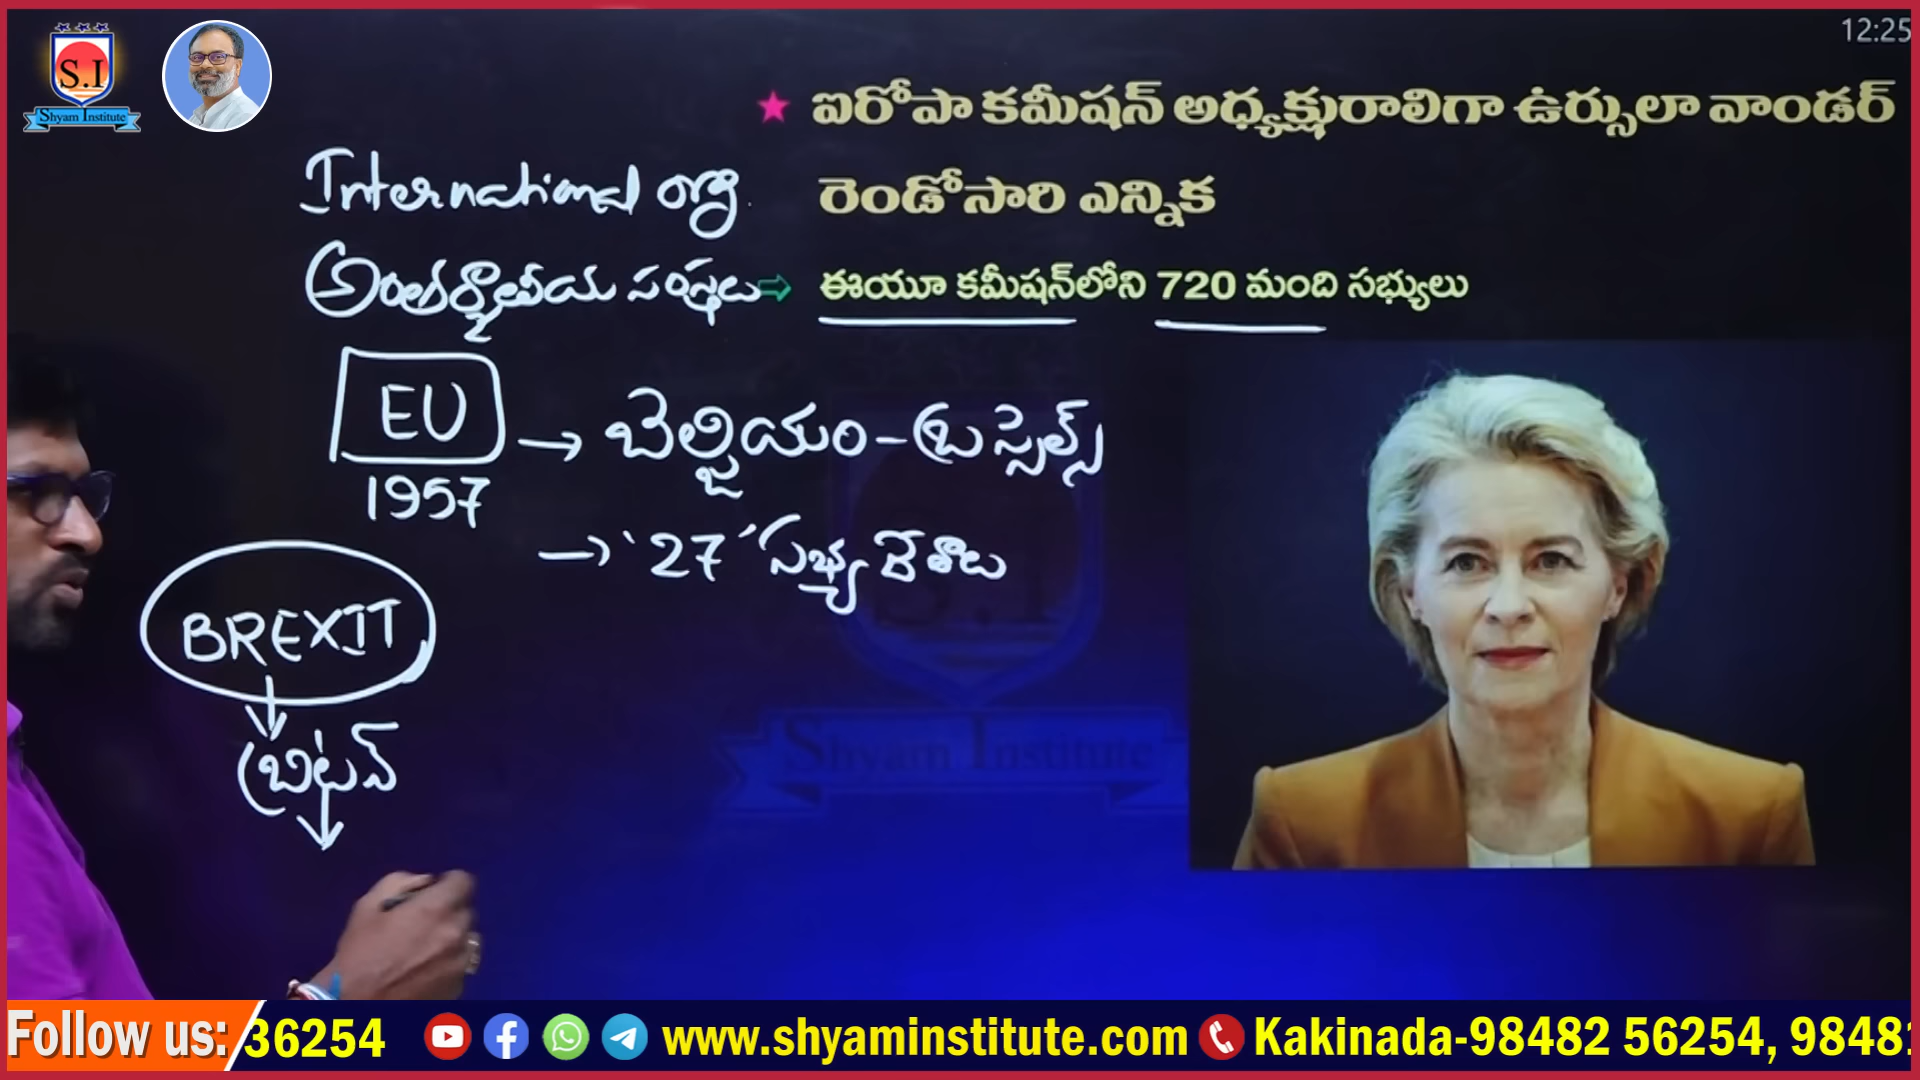 12:25
S.I
Shyam Institute
★ ఐరోపా కమీషన్ అధ్యక్షురాలిగా ఉర్సులా వాండర్
రెండోసారి ఎన్నిక
International org.
అంతర్జాతీయ సంస్థలు
⇨ ఈయూ కమీషన్‌లోని 720 మంది సభ్యులు
EU
1957
→ బెల్జియం-బ్రస్సెల్స్
→ '27' సభ్య దేశాలు
BREXIT
బ్రిటన్
S.I
Shyam Institute
Follow us: 36254 www.shyaminstitute.com Kakinada-98482 56254, 9848